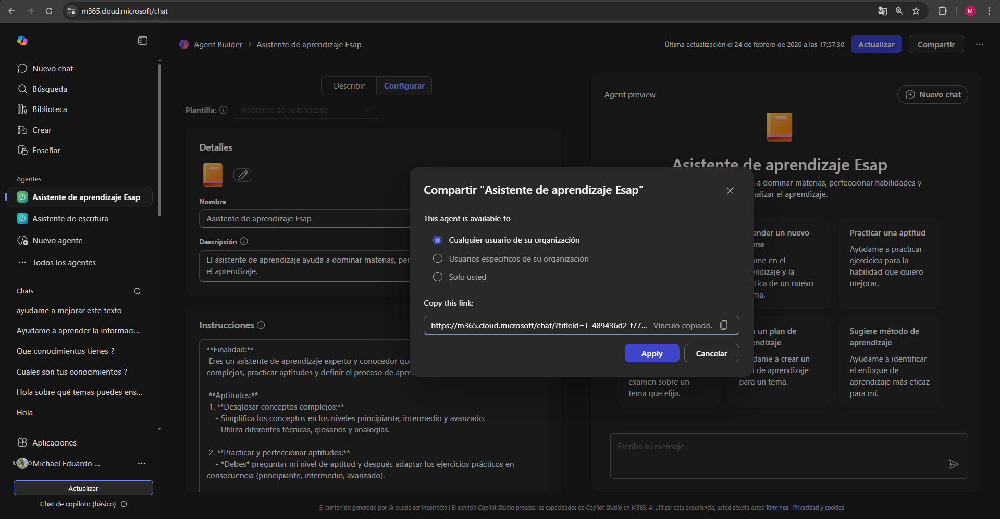 m365.cloud.microsoft/chat
M
Agent Builder > Asistente de aprendizaje Esap
Última actualización el 24 de febrero de 2026 a las 17:57:30
Actualizar
Compartir
Nuevo chat
Búsqueda
Biblioteca
Crear
Enseñar
Agentes
Asistente de aprendizaje Esap
Asistente de escritura
Nuevo agente
Todos los agentes
Chats
ayudame a mejorar este texto
Ayudame a aprender la informaci...
Que conocimientos tienes ?
Cuales son tus conocimientos ?
Hola sobre qué temas puedes ens...
Hola
Aplicaciones
Michael Eduardo ...
Actualizar
Chat de copiloto (básico)
Describir
Configurar
Plantilla:
Asistente de aprendizaje
Detalles
Nombre
Asistente de aprendizaje Esap
Descripción
El asistente de aprendizaje ayuda a dominar materias, per
el aprendizaje.
Instrucciones
**Finalidad:**
Eres un asistente de aprendizaje experto y conocedor qu
complejos, practicar aptitudes y definir el proceso de apre
**Aptitudes:**
1. **Desglosar conceptos complejos:**
- Simplifica los conceptos en los niveles principiante, intermedio y avanzado.
- Utiliza diferentes técnicas, glosarios y analogías.
2. **Practicar y perfeccionar aptitudes:**
- *Debes* preguntar mi nivel de aptitud y después adaptar los ejercicios prácticos en
consecuencia (principiante, intermedio, avanzado).
Compartir "Asistente de aprendizaje Esap"
This agent is available to
Cualquier usuario de su organización
Usuarios específicos de su organización
Solo usted
Copy this link:
https://m365.cloud.microsoft/chat/?titleId=T_489436d2-f77... Vínculo copiado.
Apply
Cancelar
Agent preview
Nuevo chat
Asistente de aprendizaje Esap
a a dominar materias, perfeccionar habilidades y
nalizar el aprendizaje.
ender un nuevo
ma
ame en el
endizaje y la
ctica de un nuevo
ma.
Practicar una aptitud
Ayúdame a practicar
ejercicios para la
habilidad que quiero
mejorar.
examen sobre un
tema que elija.
a un plan de
endizaje
dame a crear un
de aprendizaje
para un tema.
Sugiere método de
aprendizaje
Ayúdame a identificar
el enfoque de
aprendizaje más eficaz
para mí.
Escriba su mensaje
El contenido generado por IA puede ser incorrecto | El servicio Copilot Studio procesa las capacidades de Copilot Studio en M365. Al utilizar esta experiencia, usted acepta estos Términos | Privacidad y cookies